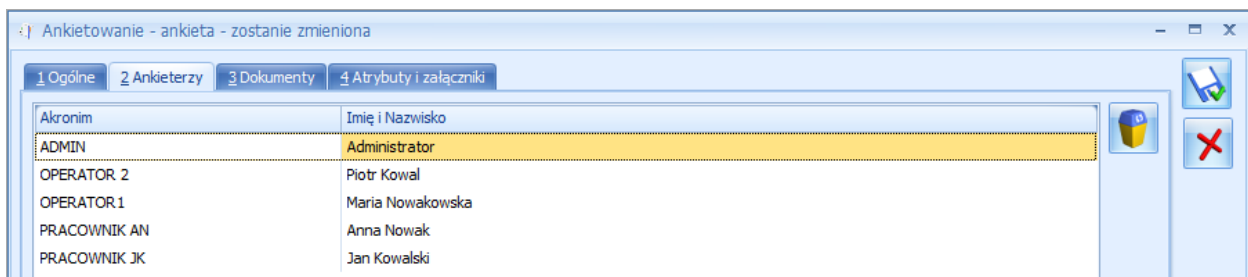 Ankietowanie - ankieta - zostanie zmieniona
1 Ogólne 2 Ankieterzy 3 Dokumenty 4 Atrybuty i załączniki
Akronim Imię i Nazwisko
ADMIN Administrator
OPERATOR 2 Piotr Kowal
OPERATOR1 Maria Nowakowska
PRACOWNIK AN Anna Nowak
PRACOWNIK JK Jan Kowalski